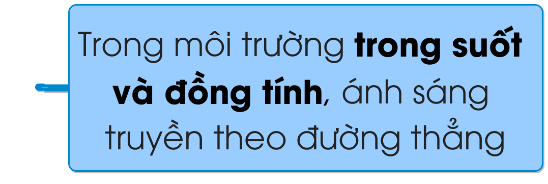 Trong môi trường trong suốt
và đồng tính, ánh sáng
truyền theo đường thẳng